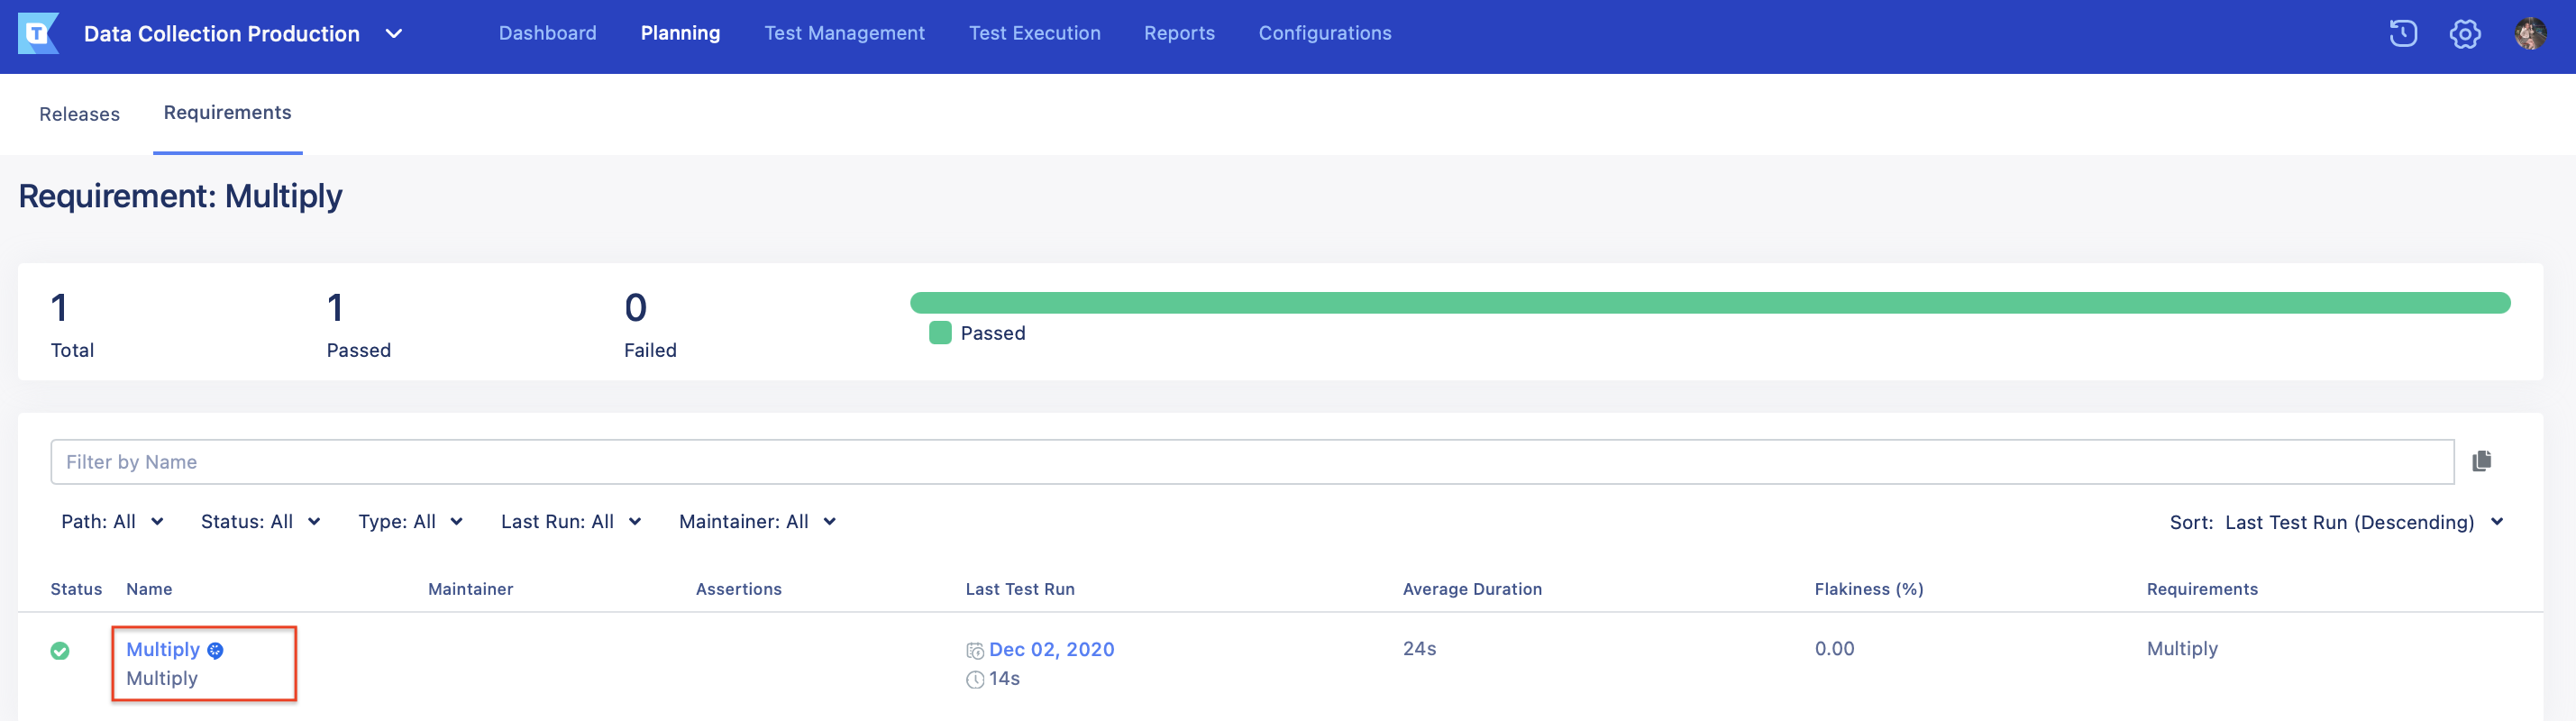 T Data Collection Production Dashboard Planning Test Management Test Execution Reports Configurations
Releases Requirements
Requirement: Multiply
1 1 0
Total Passed Failed
Passed
Filter by Name
Path: All Status: All Type: All Last Run: All Maintainer: All Sort: Last Test Run (Descending)
Status Name Maintainer Assertions Last Test Run Average Duration Flakiness (%) Requirements
Multiply Dec 02, 2020 24s 0.00 Multiply
Multiply 14s